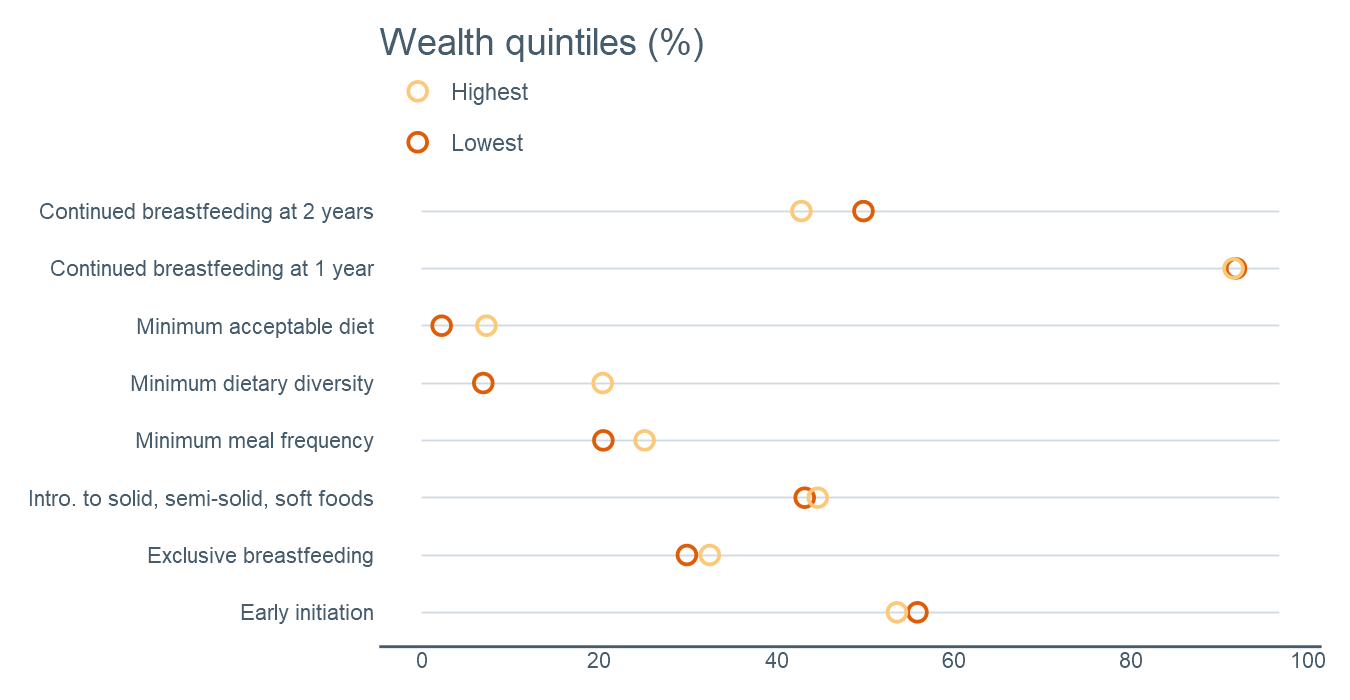 Wealth quintiles (%)
Highest
Lowest
Continued breastfeeding at 2 years
Continued breastfeeding at 1 year
Minimum acceptable diet
Minimum dietary diversity
Minimum meal frequency
Intro. to solid, semi-solid, soft foods
Exclusive breastfeeding
Early initiation
0 20 40 60 80 100